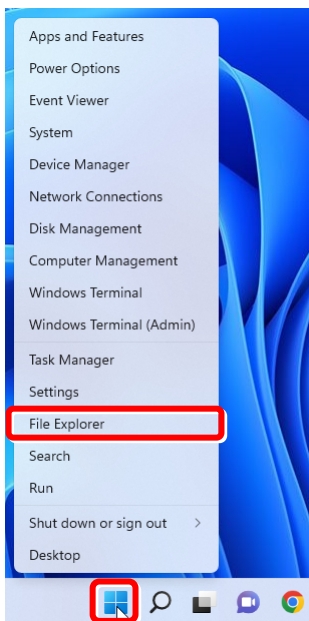 Apps and Features
Power Options
Event Viewer
System
Device Manager
Network Connections
Disk Management
Computer Management
Windows Terminal
Windows Terminal (Admin)
Task Manager
Settings
File Explorer
Search
Run
Shut down or sign out
Desktop